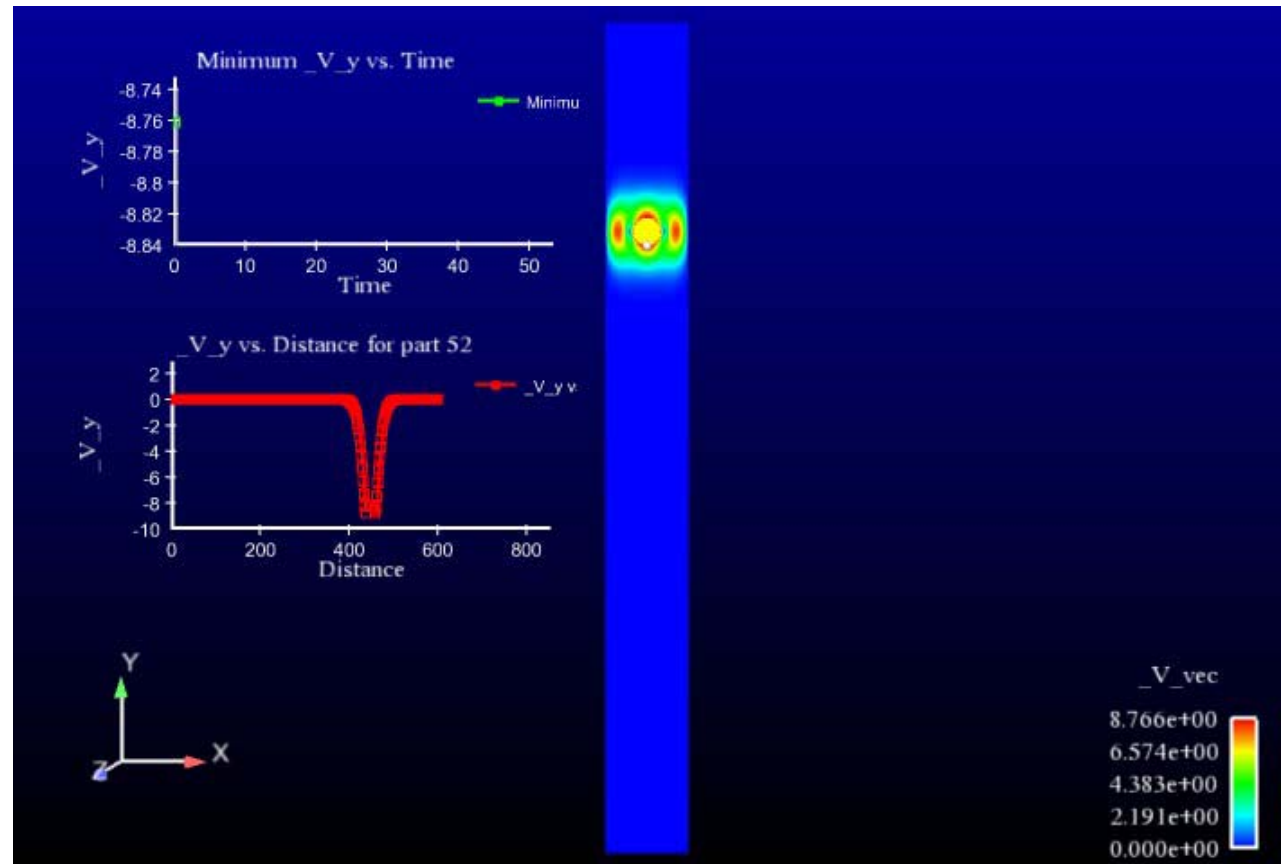 Minimum _V_y vs. Time
Minimu
-8.74
-8.76
-8.78
-8.8
-8.82
-8.84
_V_y
0 10 20 30 40 50
Time
_V_y vs. Distance for part 52
_V_y v
2
0
-2
-4
-6
-8
-10
_V_y
0 200 400 600 800
Distance
Y
X
Z
_V_vec
8.766e+00
6.574e+00
4.383e+00
2.191e+00
0.000e+00